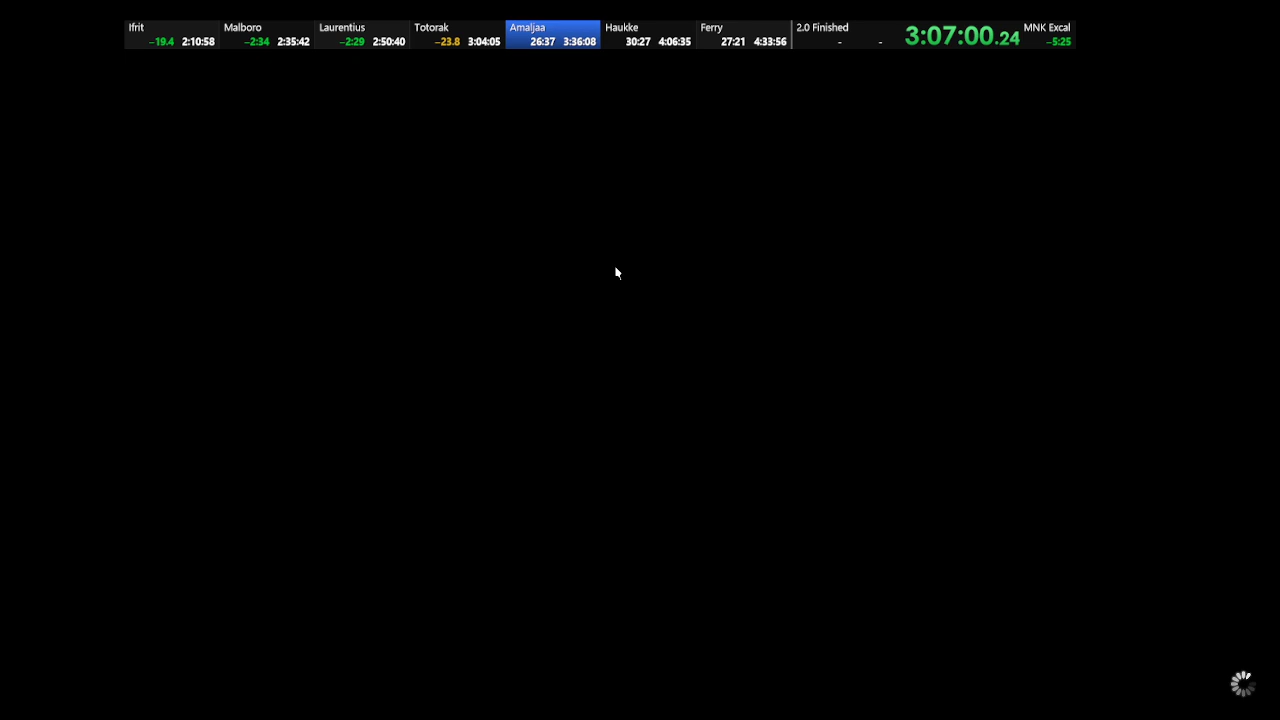 Ifrit Malboro Laurentius Totorak Amaljaa Haukke Ferry 2.0 Finished 3:07:00.24 MNK Excal
−19.4 2:10:58 −2:34 2:35:42 −2:29 2:50:40 −23.8 3:04:05 26:37 3:36:08 30:27 4:06:35 27:21 4:33:56 - - −5:25